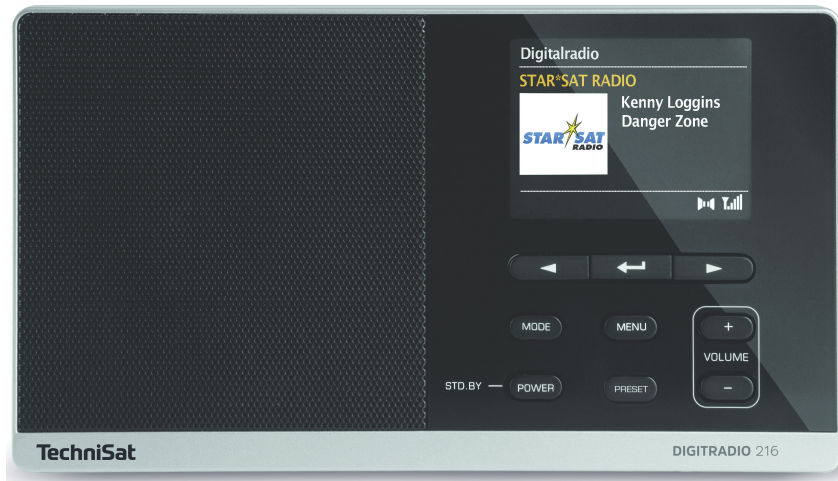 Digitalradio
STAR*SAT RADIO
Kenny Loggins
Danger Zone
STAR SAT
RADIO
MODE
MENU
+
VOLUME
STD.BY
POWER
PRESET
−
TechniSat
DIGITRADIO 216